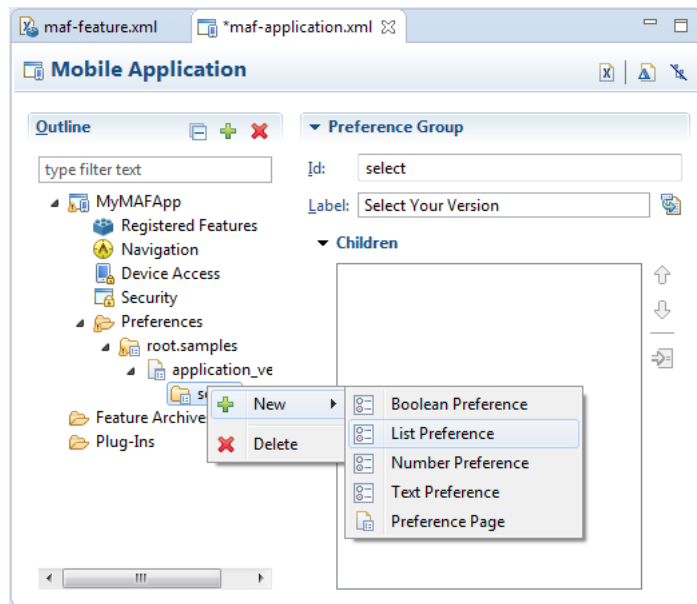 maf-feature.xml
*maf-application.xml
Mobile Application
Outline
type filter text
MyMAFApp
Registered Features
Navigation
Device Access
Security
Preferences
root.samples
application_ve
Feature Archive
Plug-Ins
Preference Group
Id: select
Label: Select Your Version
Children
New
Delete
Boolean Preference
List Preference
Number Preference
Text Preference
Preference Page